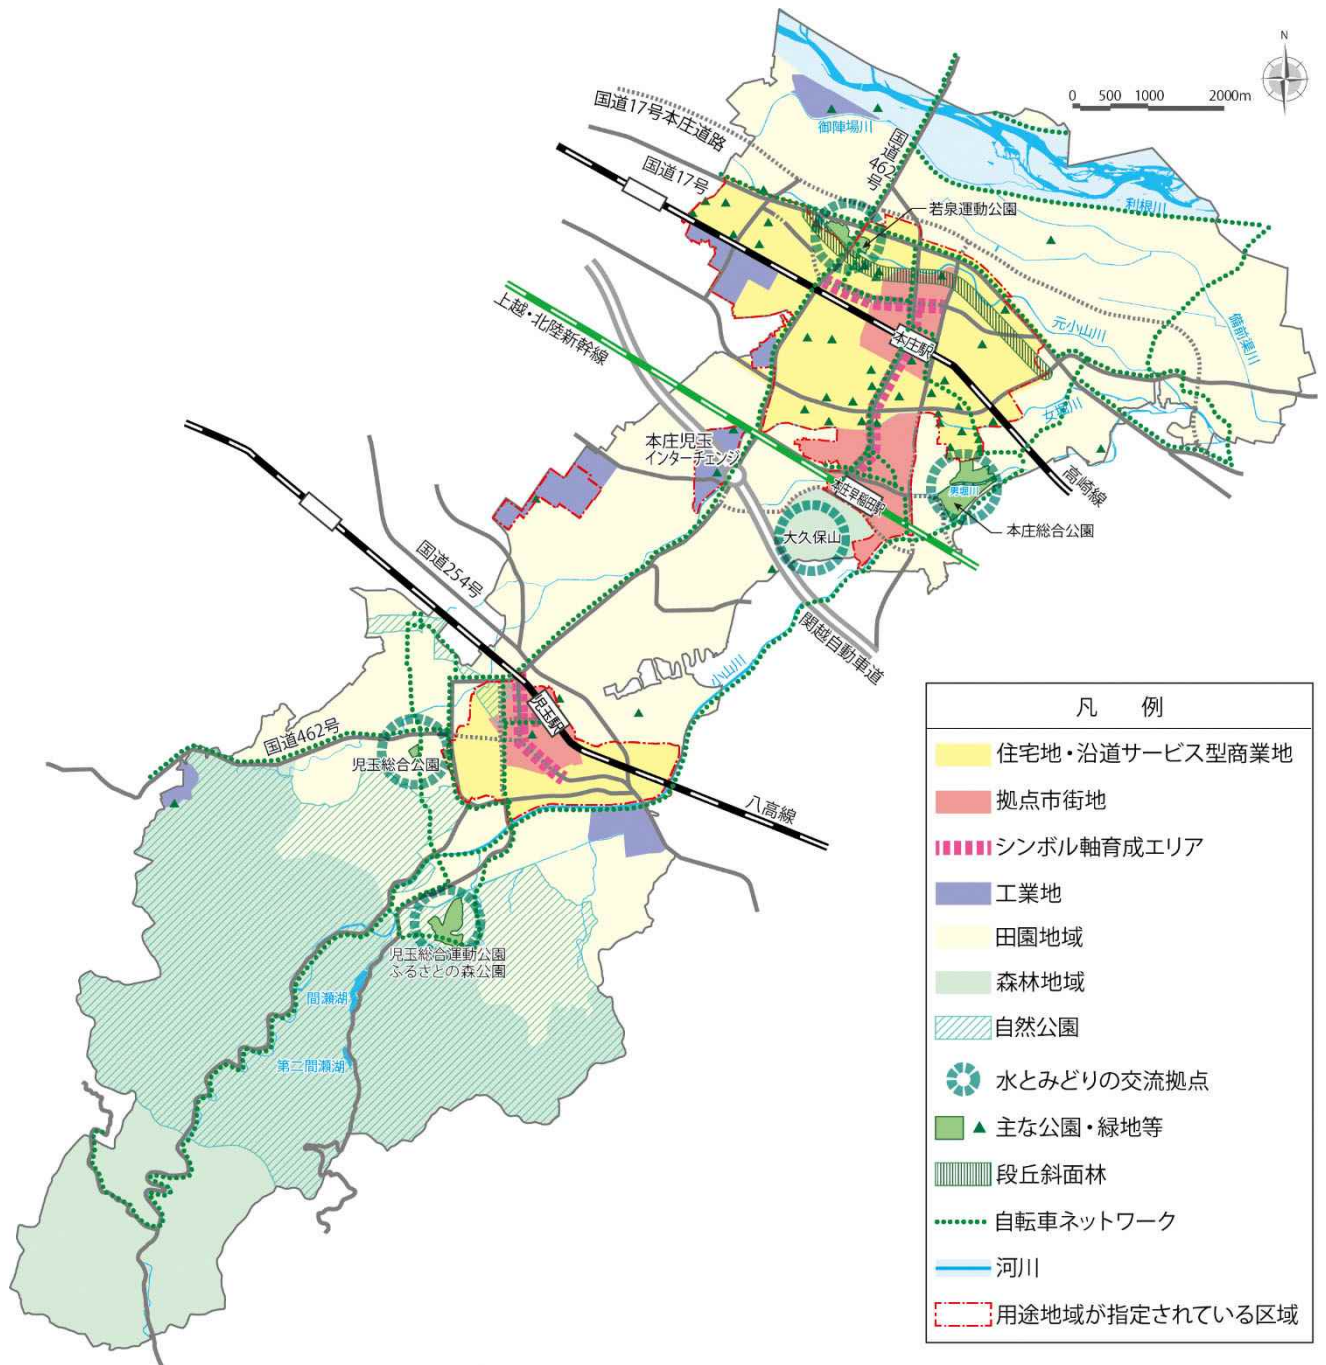 N
0 500 1000 2000m
国道17号本庄道路
御陣場川
国道462号
国道17号
利根川
若泉運動公園
上越・北陸新幹線
元小山川
備前渠川
本庄駅
女堀川
本庄児玉
インターチェンジ
高崎線
男堀川
本庄早稲田駅
本庄総合公園
大久保山
国道254号
関越自動車道
小山川
児玉駅
国道462号
児玉総合公園
八高線
児玉総合運動公園
ふるさとの森公園
間瀬湖
第二間瀬湖
凡 例
住宅地・沿道サービス型商業地
拠点市街地
シンボル軸育成エリア
工業地
田園地域
森林地域
自然公園
水とみどりの交流拠点
主な公園・緑地等
段丘斜面林
自転車ネットワーク
河川
用途地域が指定されている区域